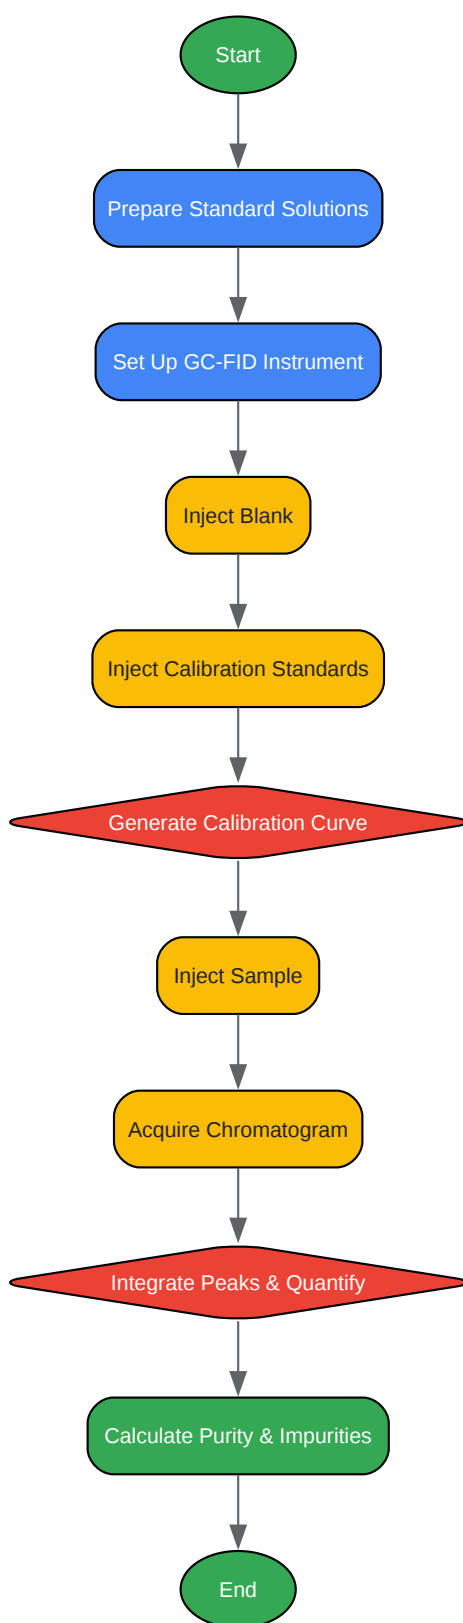 Start
Prepare Standard Solutions
Set Up GC-FID Instrument
Inject Blank
Inject Calibration Standards
Generate Calibration Curve
Inject Sample
Acquire Chromatogram
Integrate Peaks & Quantify
Calculate Purity & Impurities
End